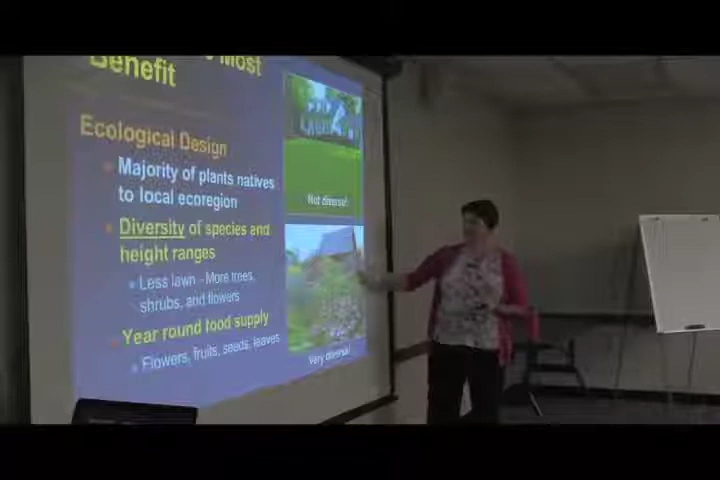 Most
Benefit
Ecological Design
Majority of plants natives
to local ecoregion
Diversity of species and
height ranges
Less lawn - More trees,
shrubs, and flowers
Year round food supply
Flowers, fruits, seeds, leaves
Not diverse!
Very diverse!